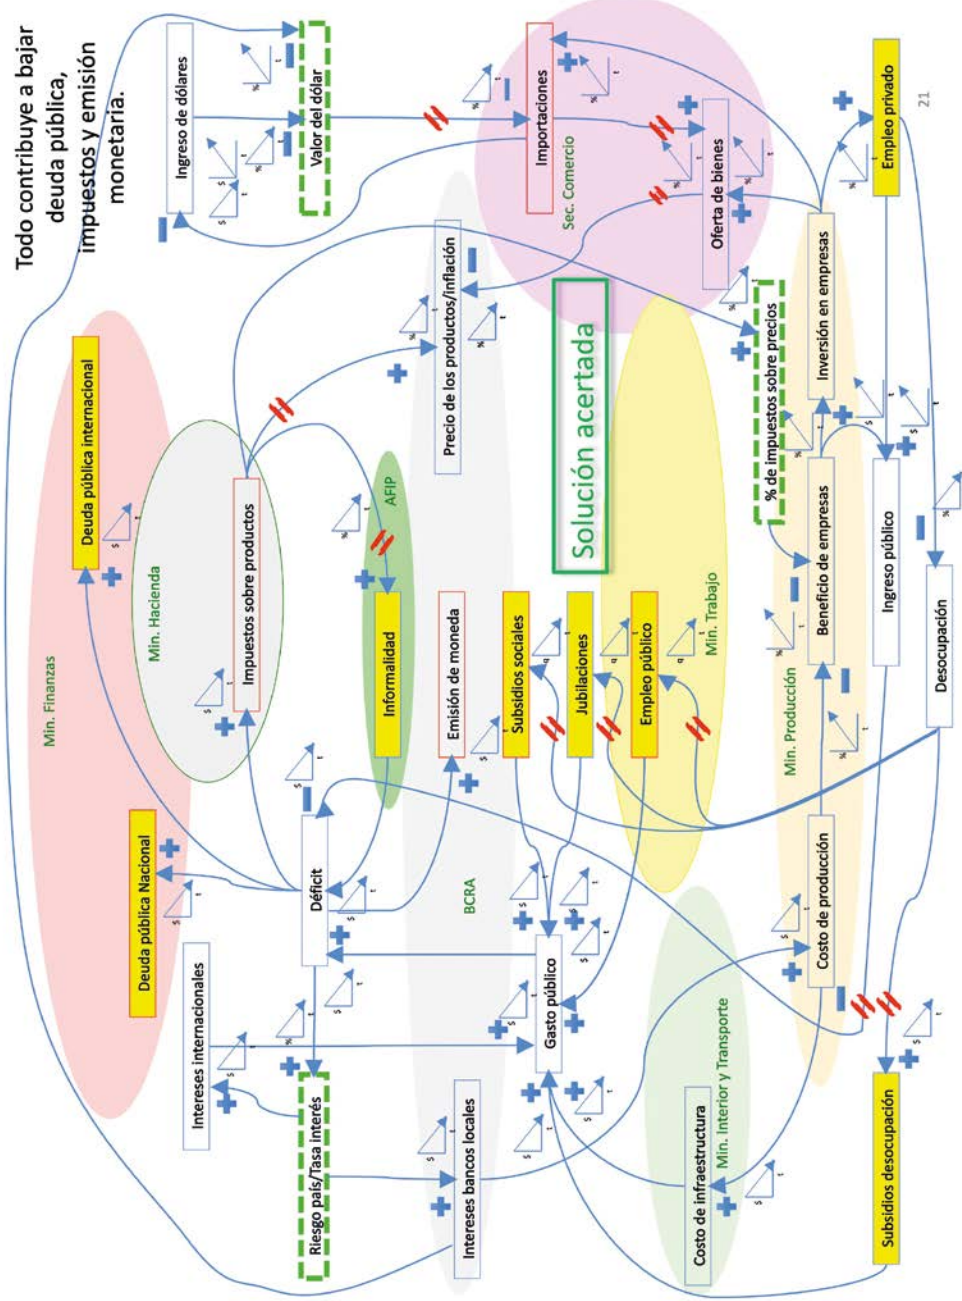 Todo contribuye a bajar
deuda pública,
impuestos y emisión
monetaria.
Min. Finanzas
Deuda pública internacional
Deuda pública Nacional
Intereses internacionales
Min. Hacienda
Ingreso de dólares
Impuestos sobre productos
Riesgo país/Tasa interés
Déficit
Valor del dólar
Informalidad
AFIP
Intereses bancos locales
BCRA
Emisión de moneda
Precio de los productos/inflación
Subsidios sociales
Importaciones
Gasto público
Jubilaciones
Solución acertada
Sec. Comercio
Empleo público
Costo de infraestructura
Min. Interior y Transporte
Min. Trabajo
Oferta de bienes
% de impuestos sobre precios
Min. Producción
Costo de producción
Beneficio de empresas
Inversión en empresas
Subsidios desocupación
Ingreso público
Empleo privado
Desocupación
21